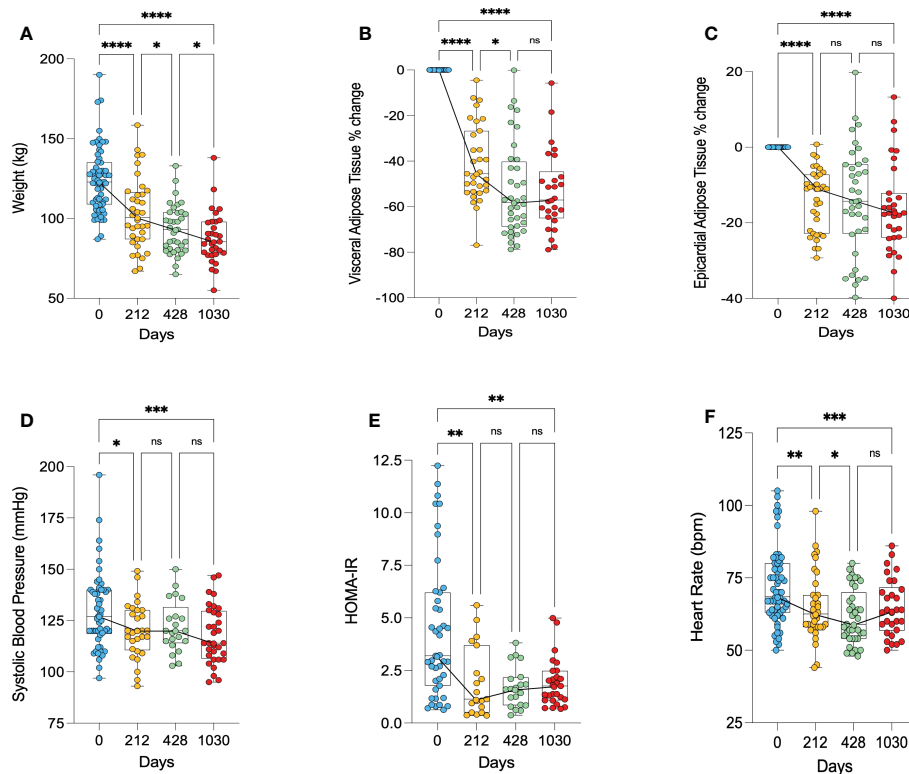 A
****
**** * *
Weight (kg)
200
150
100
50
0 212 428 1030
Days
B
****
**** * ns
Visceral Adipose Tissue % change
0
-20
-40
-60
-80
-100
0 212 428 1030
Days
C
****
**** ns ns
Epicardial Adipose Tissue % change
20
0
-20
-40
0 212 428 1030
Days
D
***
* ns ns
Systolic Blood Pressure (mmHg)
200
175
150
125
100
75
0 212 428 1030
Days
E
**
** ns ns
HOMA-IR
12.5
10.0
7.5
5.0
2.5
0.0
0 212 428 1030
Days
F
***
** * ns
Heart Rate (bpm)
125
100
75
50
25
0 212 428 1030
Days